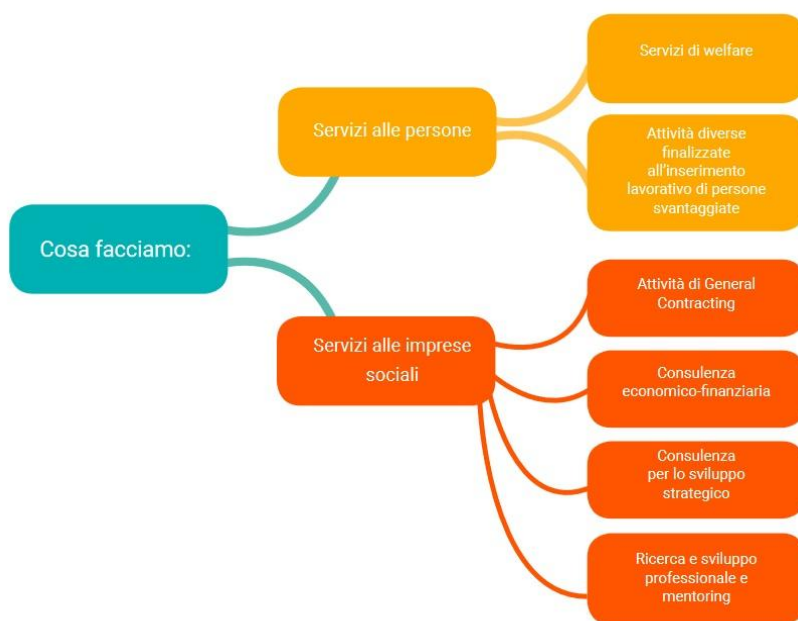 Cosa facciamo:
Servizi alle persone
Servizi di welfare
Attività diverse
finalizzate
all'inserimento
lavorativo di persone
svantaggiate
Servizi alle imprese
sociali
Attività di General
Contracting
Consulenza
economico-finanziaria
Consulenza
per lo sviluppo
strategico
Ricerca e sviluppo
professionale e
mentoring